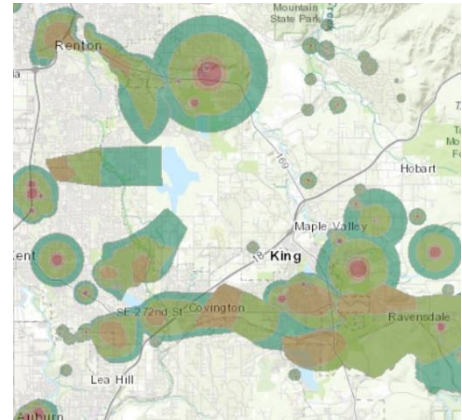 Mountain
State Park
Renton
169
Hobart
Maple Valley
18
King
SE 272nd St
Covington
Ravensdale
Lea Hill
Auburn